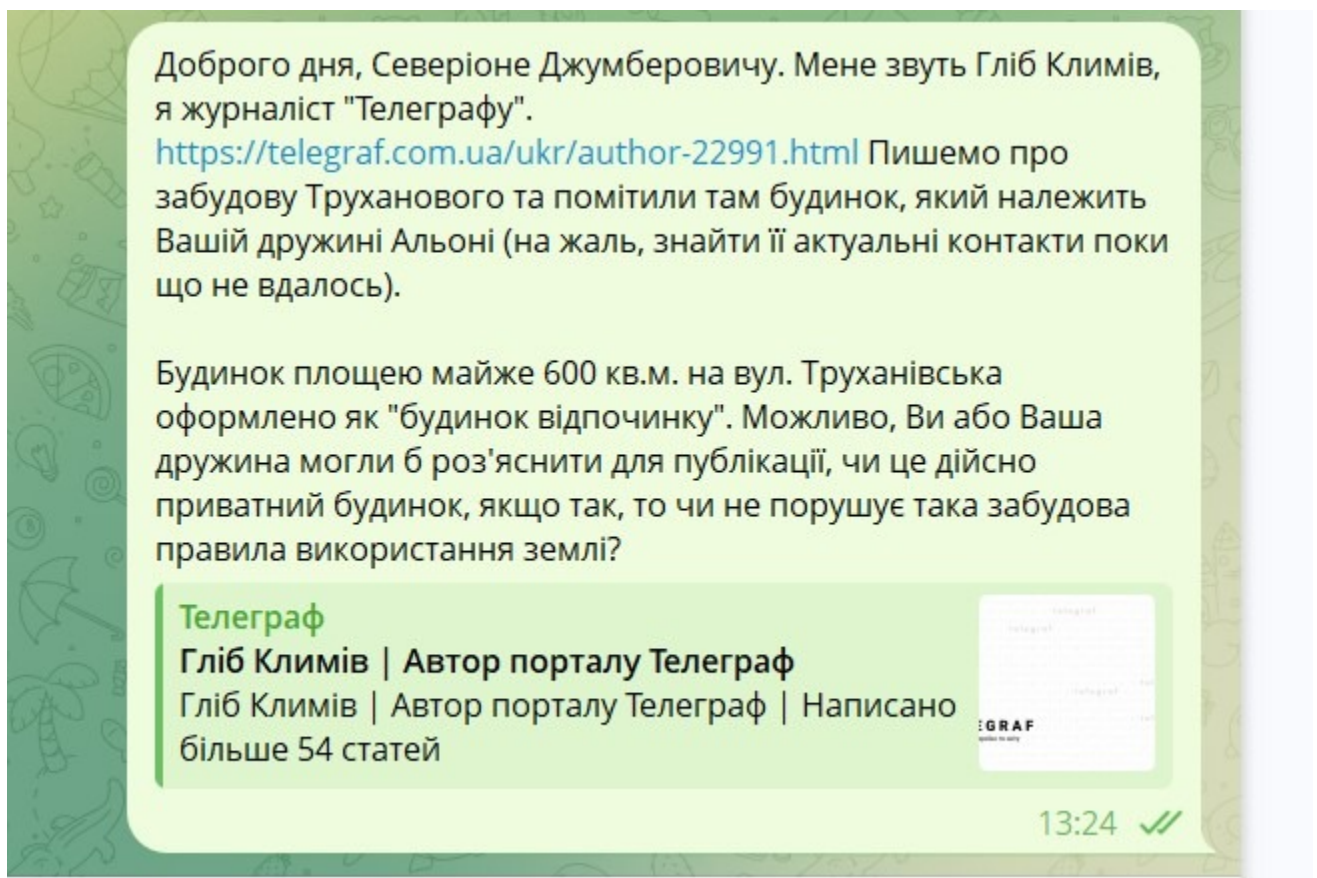 Доброго дня, Северіоне Джумберовичу. Мене звуть Гліб Климів,
я журналіст "Телеграфу".
https://telegraf.com.ua/ukr/author-22991.html Пишемо про
забудову Труханового та помітили там будинок, який належить
Вашій дружині Альоні (на жаль, знайти її актуальні контакти поки
що не вдалось).
Будинок площею майже 600 кв.м. на вул. Труханівська
оформлено як "будинок відпочинку". Можливо, Ви або Ваша
дружина могли б роз'яснити для публікації, чи це дійсно
приватний будинок, якщо так, то чи не порушує така забудова
правила використання землі?
Телеграф
Гліб Климів | Автор порталу Телеграф
Гліб Климів | Автор порталу Телеграф | Написано
більше 54 статей
EGRAF
13:24